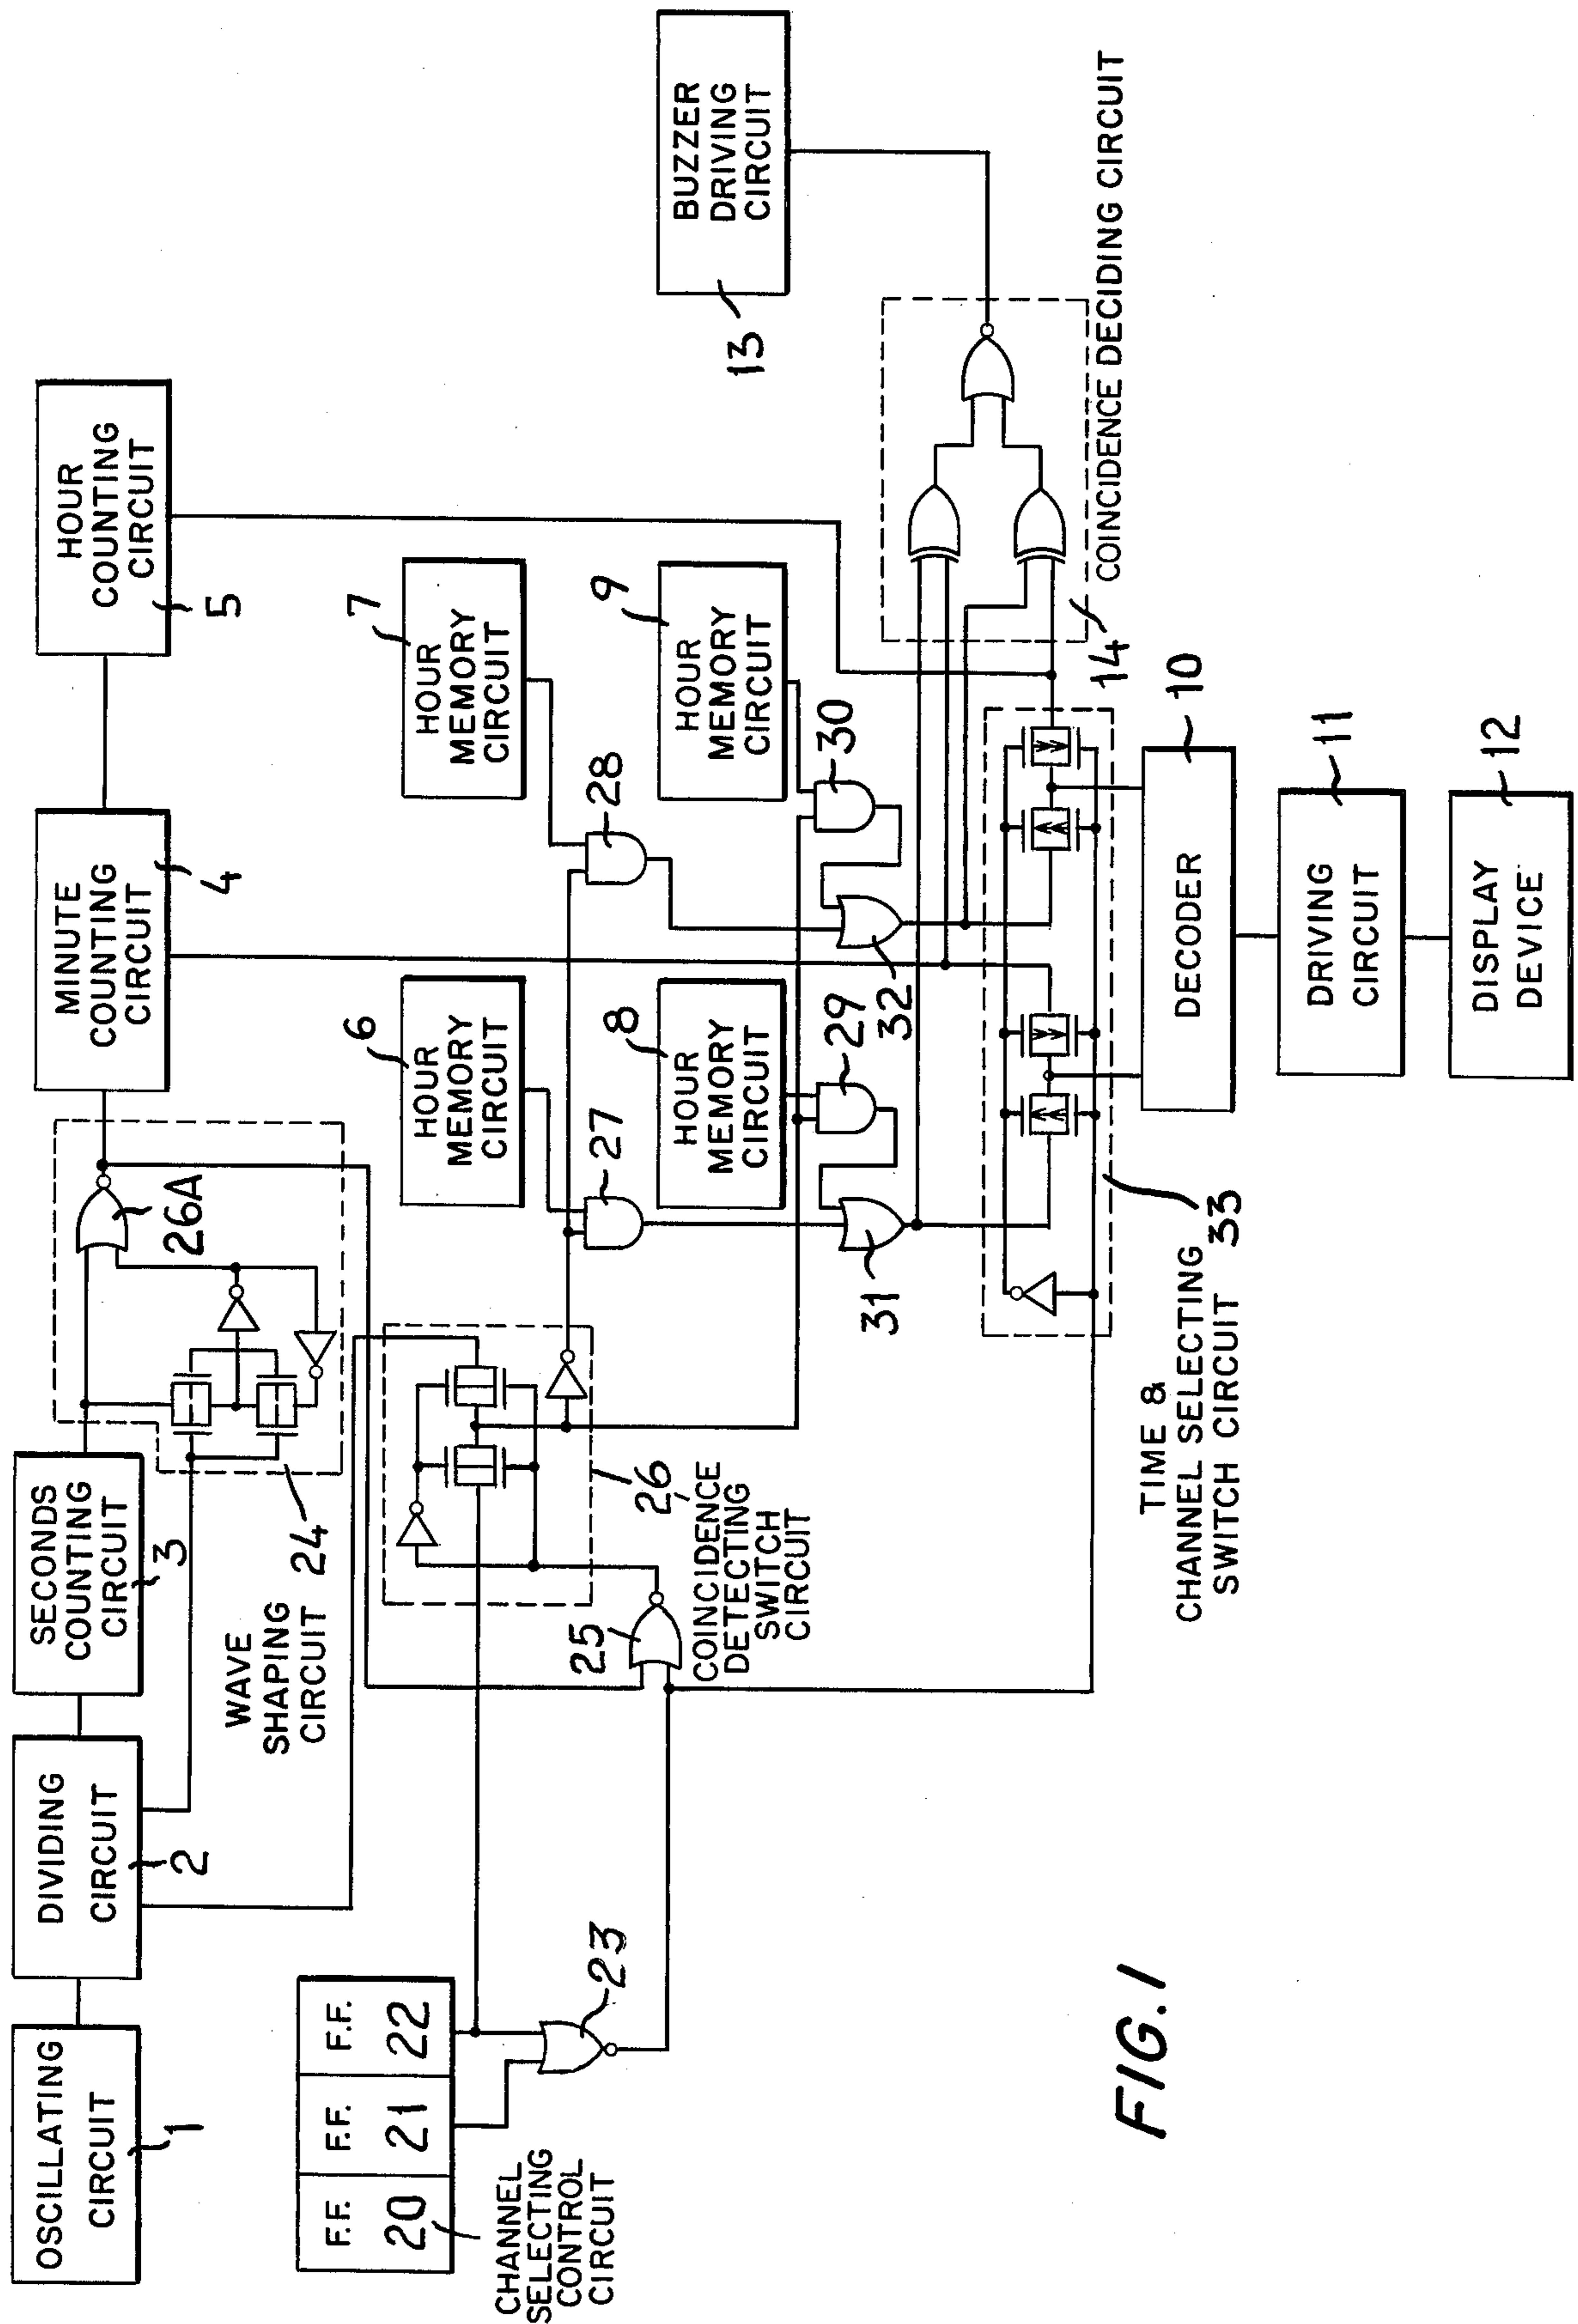 OSCILLATING
CIRCUIT
1
DIVIDING
CIRCUIT
2
SECONDS
COUNTING
CIRCUIT
3
26A
WAVE
SHAPING
CIRCUIT 24
MINUTE
COUNTING
CIRCUIT
4
HOUR
COUNTING
CIRCUIT
5
F.F.
20
F.F.
21
F.F.
22
CHANNEL
SELECTING
CONTROL
CIRCUIT
23
25
26
COINCIDENCE
DETECTING
SWITCH
CIRCUIT
6
HOUR
MEMORY
CIRCUIT
27
7
HOUR
MEMORY
CIRCUIT
28
8
HOUR
MEMORY
CIRCUIT
29
9
HOUR
MEMORY
CIRCUIT
30
31
32
BUZZER
DRIVING
CIRCUIT
13
14
COINCIDENCE DECIDING CIRCUIT
TIME &
CHANNEL SELECTING
SWITCH CIRCUIT 33
DECODER
10
DRIVING
CIRCUIT
11
DISPLAY
DEVICE
12
FIG. 1